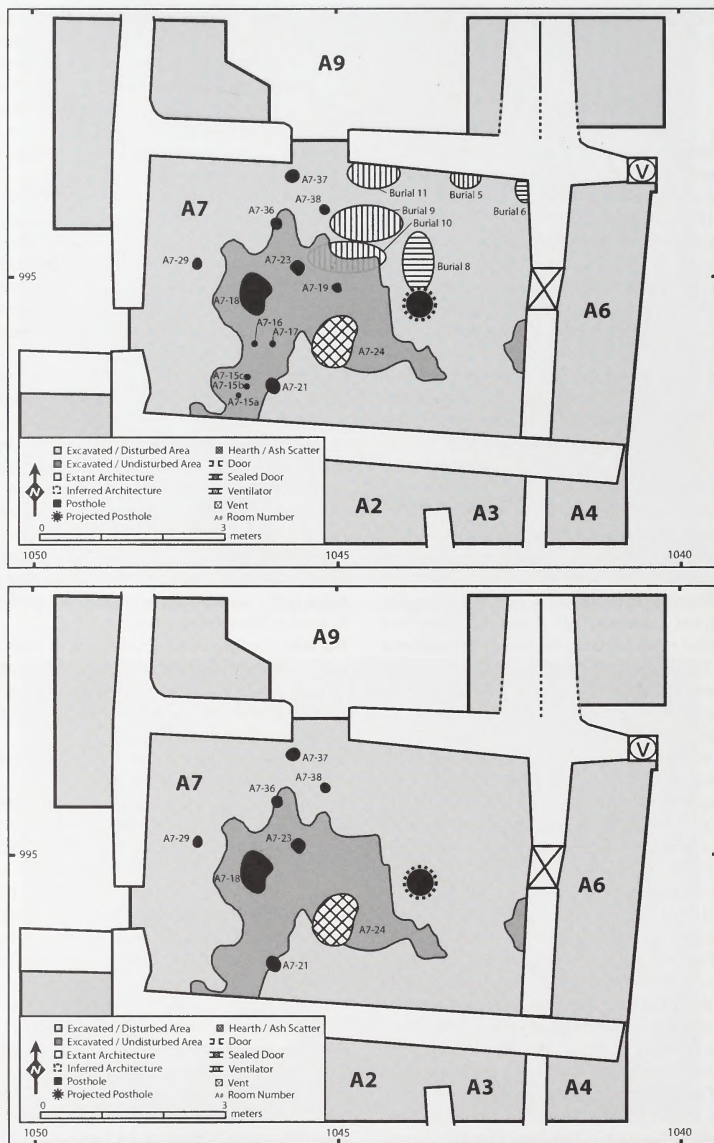 A9
V
A7-37
Burial 11
Burial 5
A7
A7-36
A7-38
Burial 9
Burial 6
Burial 10
A7-29
A7-23
995
Burial 8
A7-18
A7-19
A6
A7-16
A7-17
A7-24
A7-15c
A7-15b
A7-21
A7-15a
Excavated / Disturbed Area
Excavated / Undisturbed Area
Extant Architecture
Inferred Architecture
Posthole
Projected Posthole
Hearth / Ash Scatter
Door
Sealed Door
Ventilator
Vent
A# Room Number
N
0 3
meters
A2 A3 A4
1050 1045 1040
A9
V
A7-37
A7
A7-38
A7-36
A7-29
A7-23
995
A7-18
A6
A7-24
A7-21
Excavated / Disturbed Area
Excavated / Undisturbed Area
Extant Architecture
Inferred Architecture
Posthole
Projected Posthole
Hearth / Ash Scatter
Door
Sealed Door
Ventilator
Vent
A# Room Number
N
0 3
meters
A2 A3 A4
1050 1045 1040